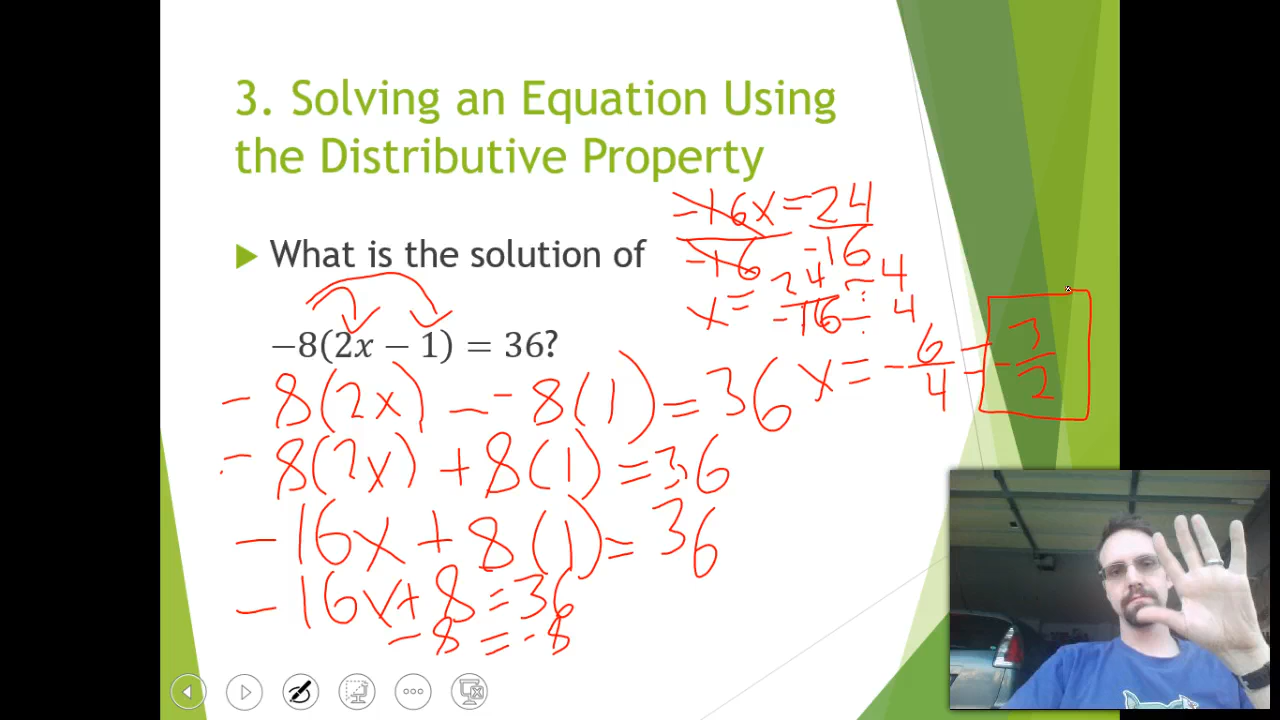 3. Solving an Equation Using
the Distributive Property
What is the solution of
−8(2x − 1) = 36?
-8(2x) - -8(1) = 36
-8(2x) + 8(1) = 36
-16x + 8(1) = 36
-16x + 8 = 36
-8 = -8
-16x = 24
-16 -16
x = 24 ÷ 4
-16 ÷ 4
x = - 6/4 = - 3/2